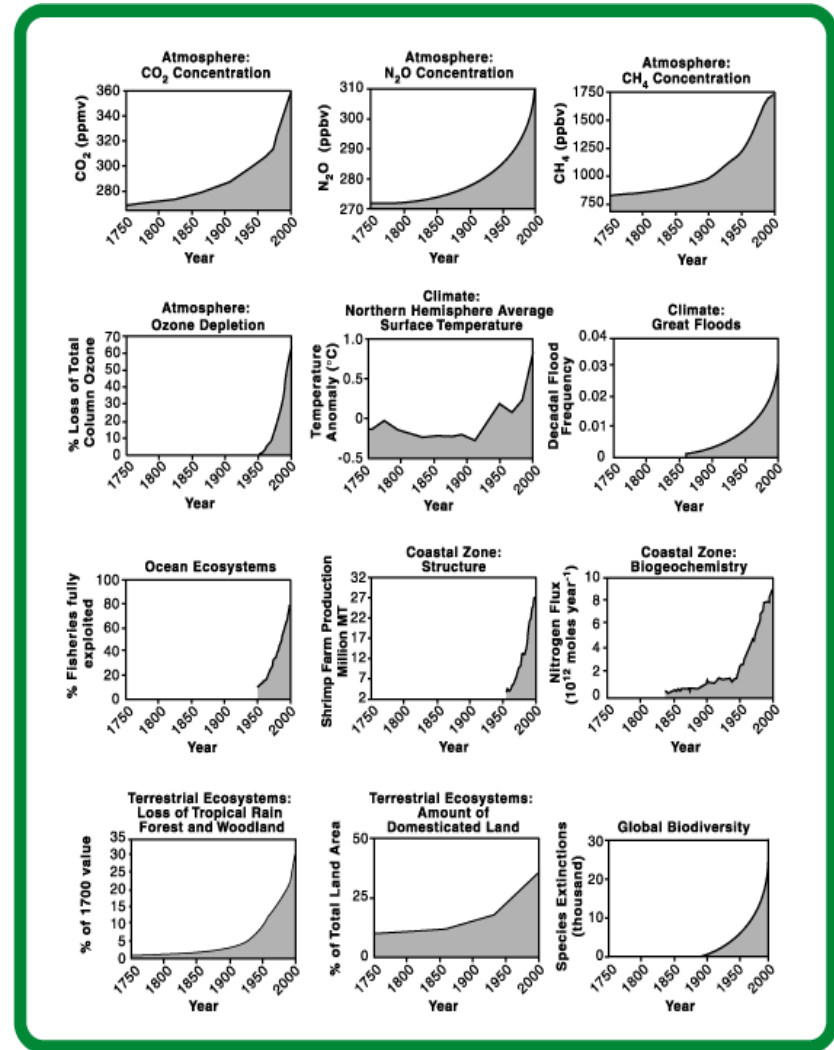 Atmosphere:
CO₂ Concentration
CO₂ (ppmv)
360
340
320
300
280
1750
1800
1850
1900
1950
2000
Year
Atmosphere:
N₂O Concentration
N₂O (ppbv)
310
300
290
280
270
1750
1800
1850
1900
1950
2000
Year
Atmosphere:
CH₄ Concentration
CH₄ (ppbv)
1750
1500
1250
1000
750
1750
1800
1850
1900
1950
2000
Year
Atmosphere:
Ozone Depletion
% Loss of Total
Column Ozone
70
60
50
40
30
20
10
0
1750
1800
1850
1900
1950
2000
Year
Climate:
Northern Hemisphere Average
Surface Temperature
Temperature
Anomaly (°C)
1.0
0.5
0
-0.5
1750
1800
1850
1900
1950
2000
Year
Climate:
Great Floods
Decadal Flood
Frequency
0.04
0.03
0.02
0.01
0
1750
1800
1850
1900
1950
2000
Year
Ocean Ecosystems
% Fisheries fully
exploited
100
80
60
40
20
0
1750
1800
1850
1900
1950
2000
Year
Coastal Zone:
Structure
Shrimp Farm Production
Million MT
32
27
22
17
12
7
2
1750
1800
1850
1900
1950
2000
Year
Coastal Zone:
Biogeochemistry
Nitrogen Flux
(10¹² moles year⁻¹)
10
8
6
4
2
0
1750
1800
1850
1900
1950
2000
Year
Terrestrial Ecosystems:
Loss of Tropical Rain
Forest and Woodland
% of 1700 value
35
30
25
20
15
10
5
0
1750
1800
1850
1900
1950
2000
Year
Terrestrial Ecosystems:
Amount of
Domesticated Land
% of Total Land Area
50
25
0
1750
1800
1850
1900
1950
2000
Year
Global Biodiversity
Species Extinctions
(thousand)
30
20
10
0
1750
1800
1850
1900
1950
2000
Year